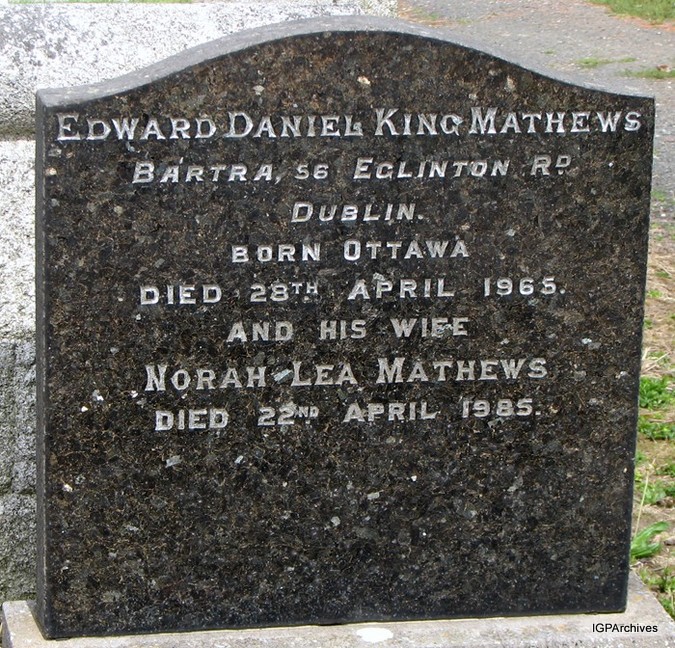 EDWARD DANIEL KING MATHEWS
BARTRA, 56 EGLINTON RD
DUBLIN.
BORN OTTAWA
DIED 28TH APRIL 1965.
AND HIS WIFE
NORAH LEA MATHEWS
DIED 22ND APRIL 1985.
IGPArchives